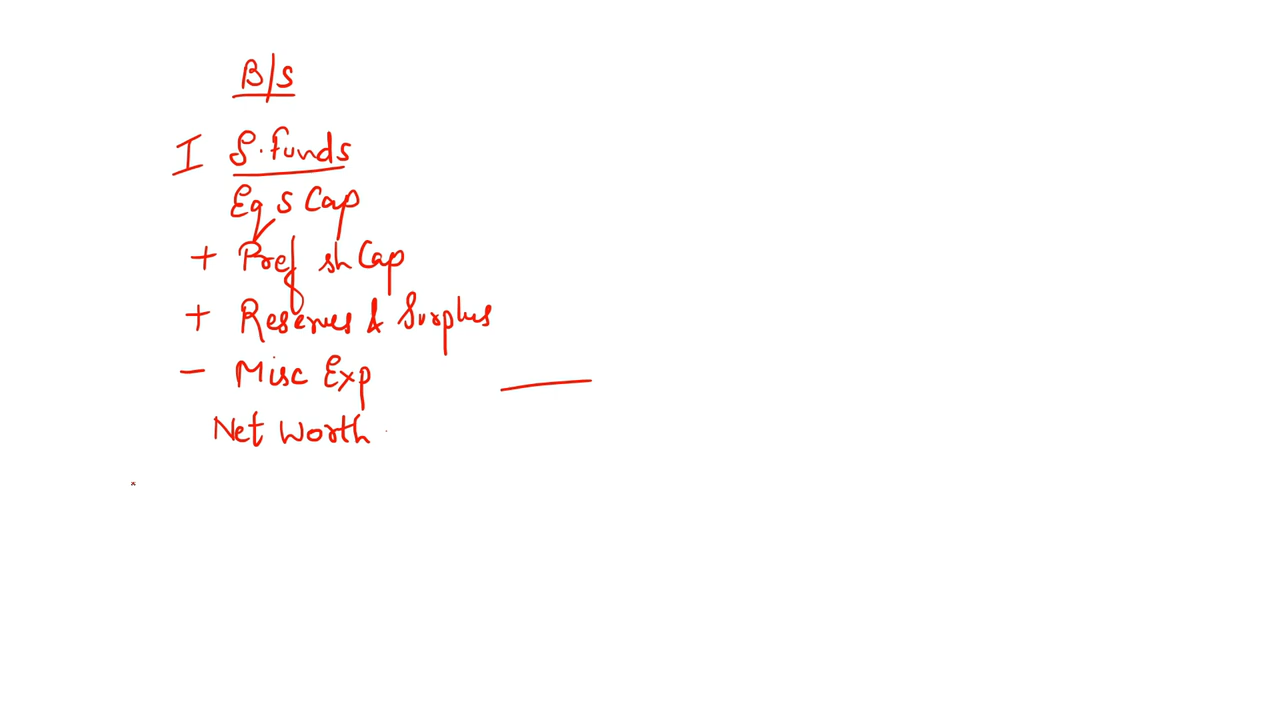 B/S
I S. Funds
Eq S Cap
+ Pref sh Cap
+ Reserves & Surplus
- Misc Exp
Net Worth